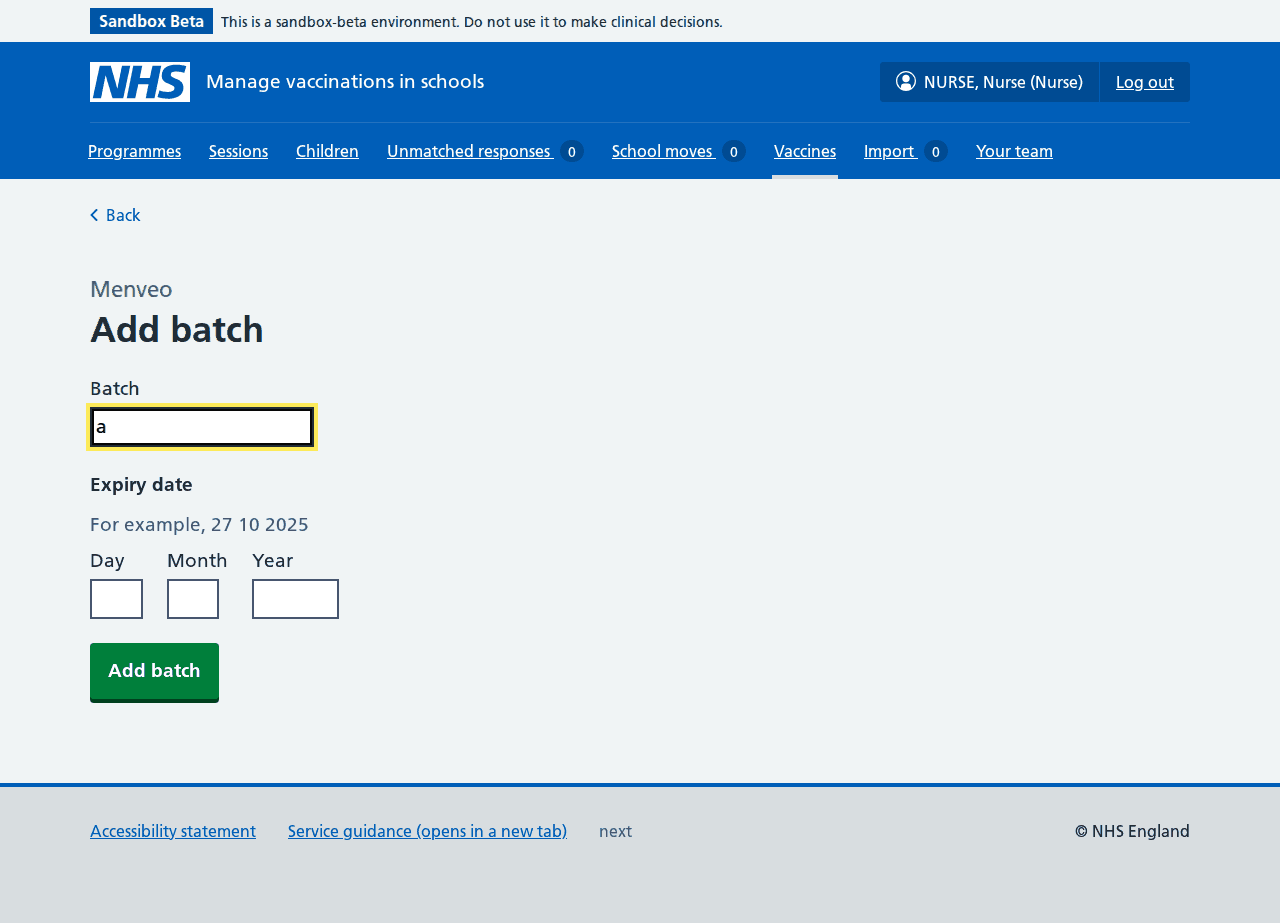 Sandbox Beta This is a sandbox-beta environment. Do not use it to make clinical decisions.
NHS Manage vaccinations in schools NURSE, Nurse (Nurse) Log out
Programmes Sessions Children Unmatched responses 0 School moves 0 Vaccines Import 0 Your team
Back
Menveo
Add batch
Batch
a
Expiry date
For example, 27 10 2025
Day Month Year
Add batch
Accessibility statement Service guidance (opens in a new tab) next © NHS England